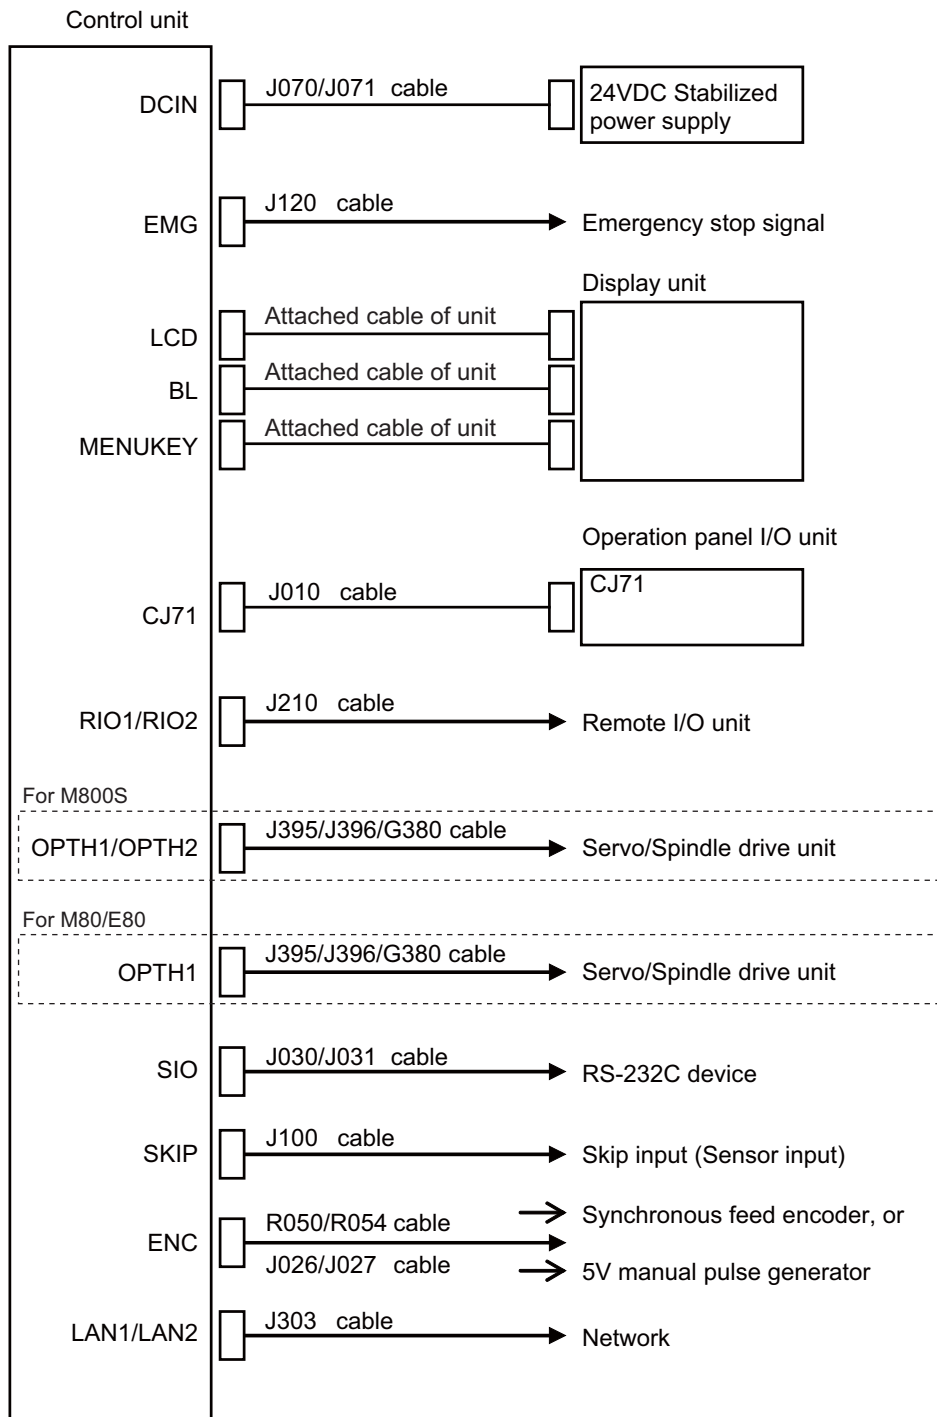 Control unit
DCIN
J070/J071 cable
24VDC Stabilized
power supply
EMG
J120 cable
Emergency stop signal
Display unit
LCD
Attached cable of unit
BL
Attached cable of unit
MENUKEY
Attached cable of unit
Operation panel I/O unit
CJ71
J010 cable
CJ71
RIO1/RIO2
J210 cable
Remote I/O unit
For M800S
OPTH1/OPTH2
J395/J396/G380 cable
Servo/Spindle drive unit
For M80/E80
OPTH1
J395/J396/G380 cable
Servo/Spindle drive unit
SIO
J030/J031 cable
RS-232C device
SKIP
J100 cable
Skip input (Sensor input)
ENC
R050/R054 cable
Synchronous feed encoder, or
J026/J027 cable
5V manual pulse generator
LAN1/LAN2
J303 cable
Network